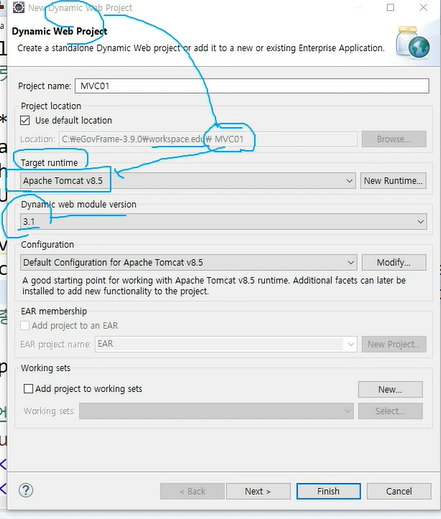 New Dynamic Web Project
Dynamic Web Project
Create a standalone Dynamic Web project or add it to a new or existing Enterprise Application.
Project name: MVC01
Project location
Use default location
Location: C:₩eGovFrame-3.9.0₩workspace.edu₩MVC01 Browse...
Target runtime
Apache Tomcat v8.5 New Runtime...
Dynamic web module version
3.1
Configuration
Default Configuration for Apache Tomcat v8.5 Modify...
A good starting point for working with Apache Tomcat v8.5 runtime. Additional facets can later be
installed to add new functionality to the project.
EAR membership
Add project to an EAR
EAR project name: EAR New Project...
Working sets
Add project to working sets New...
Working sets: Select...
? < Back Next > Finish Cancel